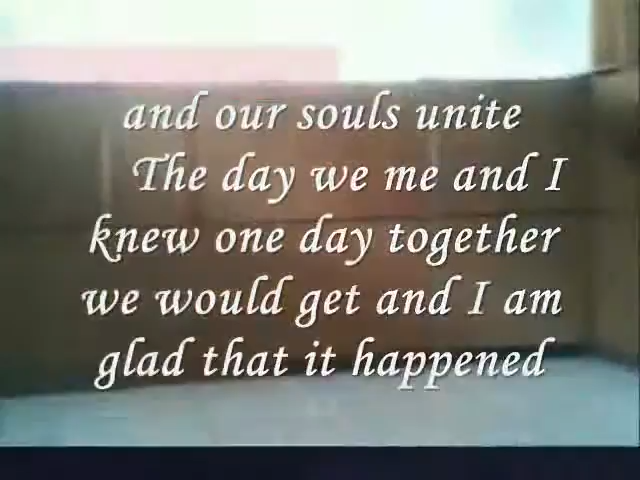 and our souls unite
The day we me and I
knew one day together
we would get and I am
glad that it happened